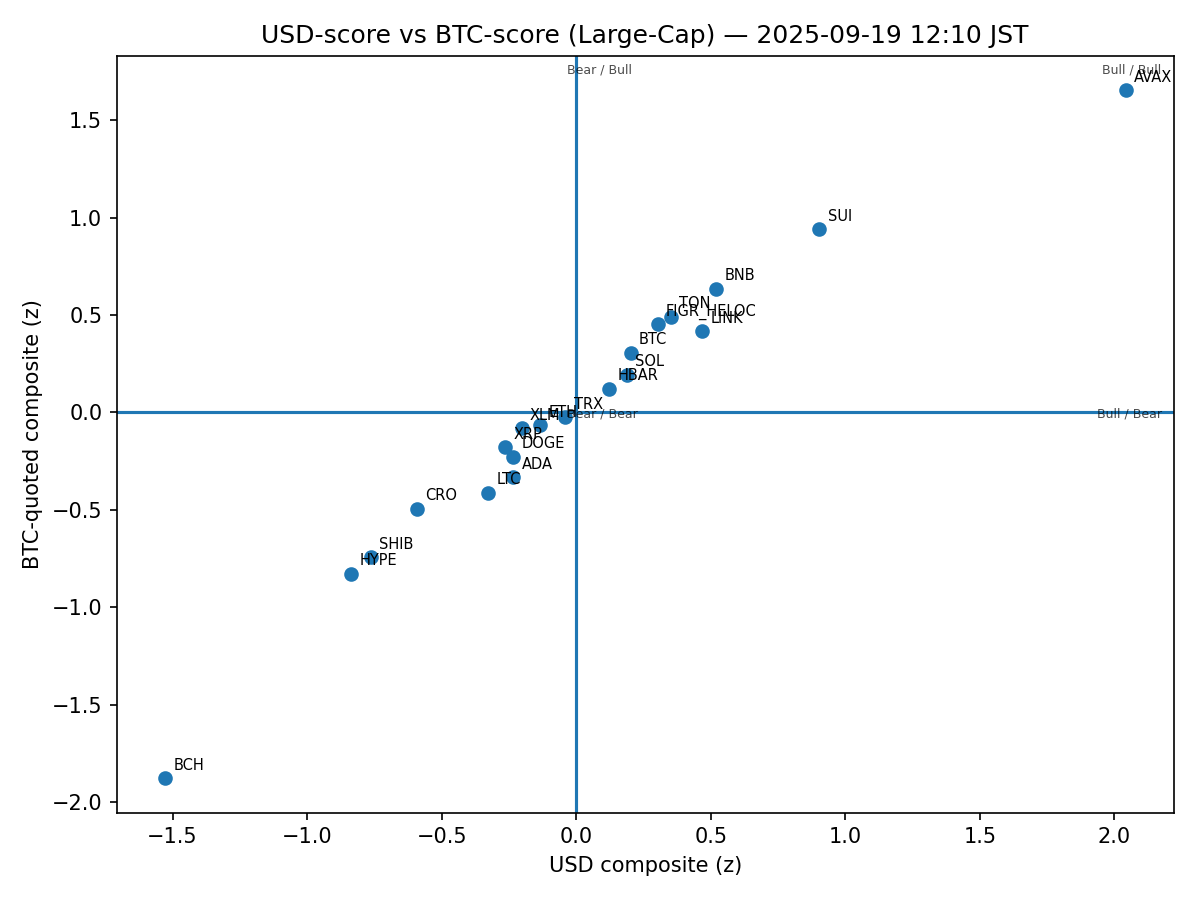 USD-score vs BTC-score (Large-Cap) — 2025-09-19 12:10 JST
Bear / Bull
Bull / Bull
AVAX
1.5
SUI
1.0
BNB
TON
0.5
FIGR_HELOC
LINK
BTC
SOL
HBAR
TRX
0.0
XLM
ETH
Bear / Bear
Bull / Bear
XRP
DOGE
ADA
LTC
CRO
−0.5
SHIB
HYPE
−1.0
−1.5
BCH
−2.0
BTC-quoted composite (z)
−1.5 −1.0 −0.5 0.0 0.5 1.0 1.5 2.0
USD composite (z)